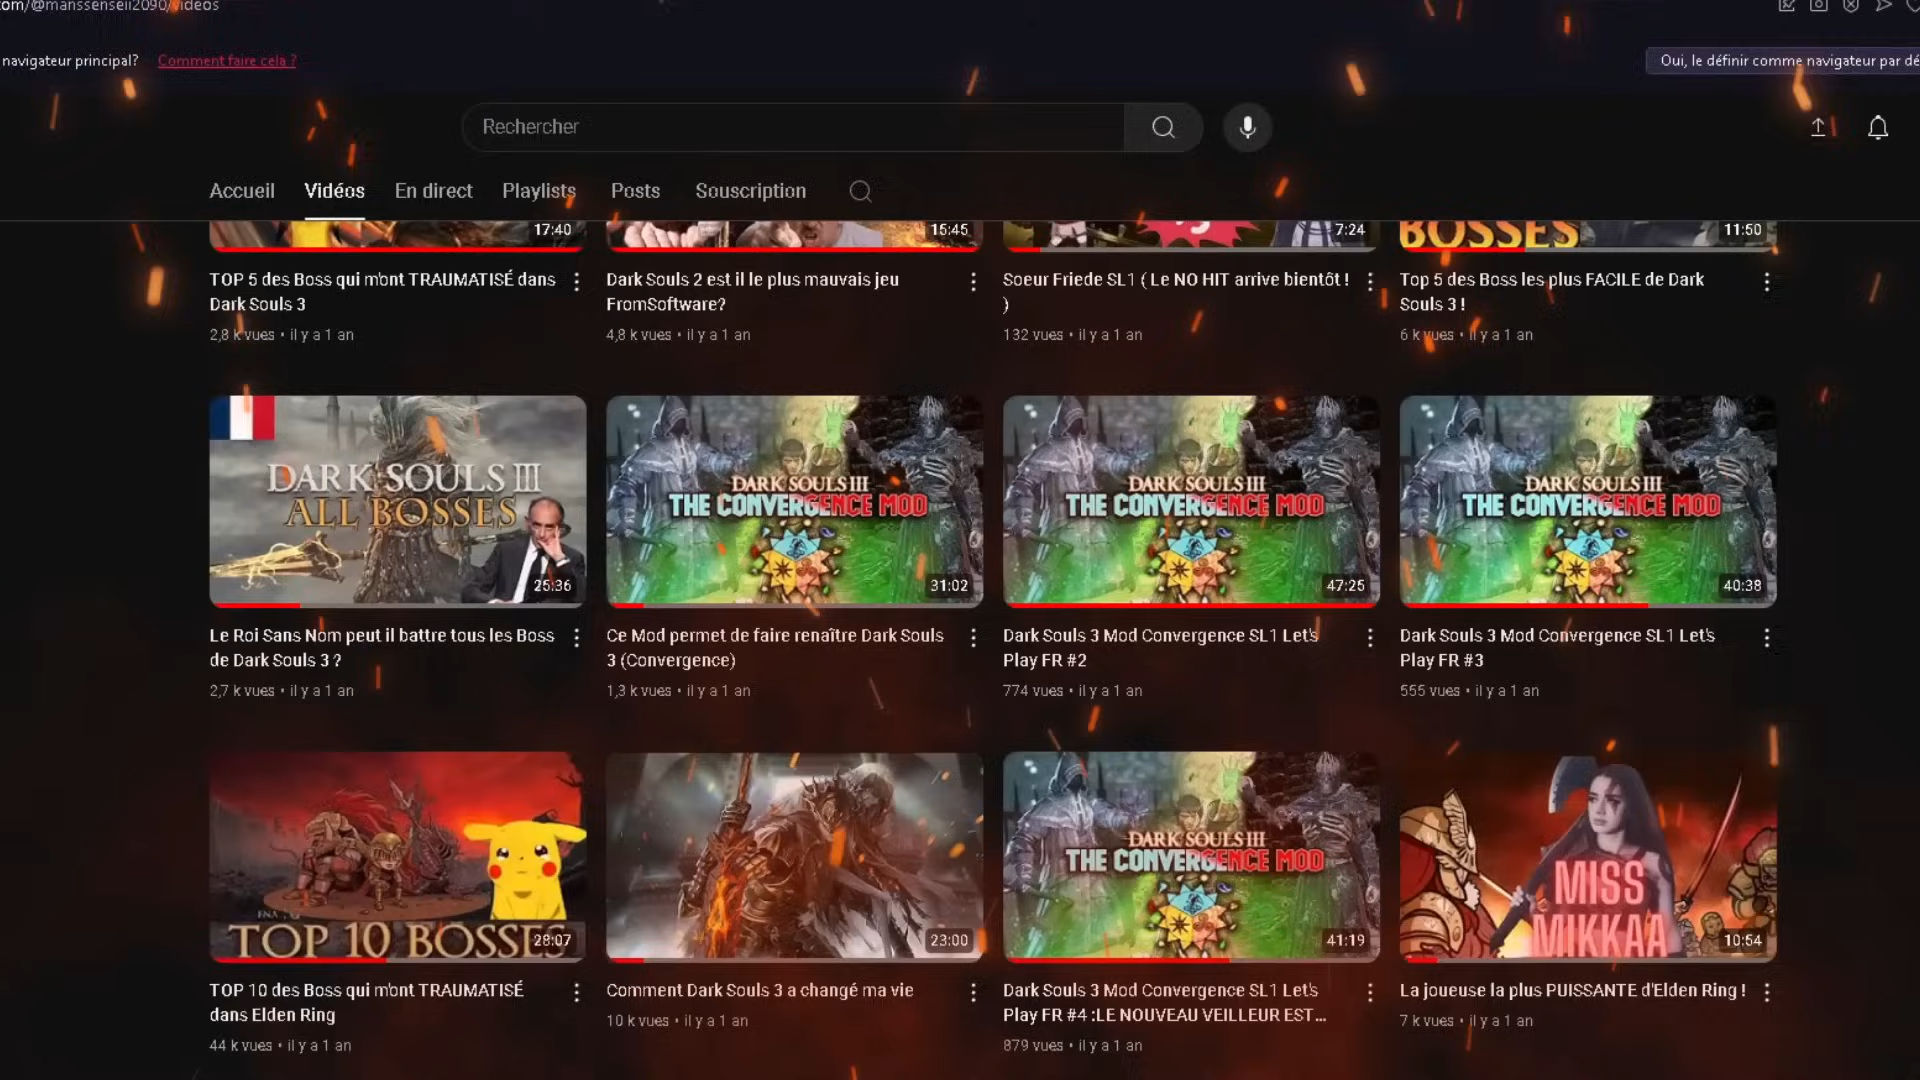 om/@manssenseii2090/videos
navigateur principal? Comment faire cela ?
Oui, le définir comme navigateur par dé
Rechercher
Accueil Vidéos En direct Playlists Posts Souscription
17:40 15:45 7:24 BOSSES 11:50
TOP 5 des Boss qui m'ont TRAUMATISÉ dans
Dark Souls 3
2,8 k vues • il y a 1 an
Dark Souls 2 est il le plus mauvais jeu
FromSoftware?
4,8 k vues • il y a 1 an
Soeur Friede SL1 ( Le NO HIT arrive bientôt !
)
132 vues • il y a 1 an
Top 5 des Boss les plus FACILE de Dark
Souls 3 !
6 k vues • il y a 1 an
DARK SOULS III
ALL BOSSES
25:36
Le Roi Sans Nom peut il battre tous les Boss
de Dark Souls 3 ?
2,7 k vues • il y a 1 an
DARK SOULS III
THE CONVERGENCE MOD
31:02
Ce Mod permet de faire renaître Dark Souls
3 (Convergence)
1,3 k vues • il y a 1 an
DARK SOULS III
THE CONVERGENCE MOD
47:25
Dark Souls 3 Mod Convergence SL1 Let's
Play FR #2
774 vues • il y a 1 an
DARK SOULS III
THE CONVERGENCE MOD
40:38
Dark Souls 3 Mod Convergence SL1 Let's
Play FR #3
555 vues • il y a 1 an
TOP 10 BOSSES
28:07
TOP 10 des Boss qui m'ont TRAUMATISÉ
dans Elden Ring
44 k vues • il y a 1 an
23:00
Comment Dark Souls 3 a changé ma vie
10 k vues • il y a 1 an
DARK SOULS III
THE CONVERGENCE MOD
41:19
Dark Souls 3 Mod Convergence SL1 Let's
Play FR #4 :LE NOUVEAU VEILLEUR EST...
879 vues • il y a 1 an
MISS
MIKKAA
10:54
La joueuse la plus PUISSANTE d'Elden Ring !
7 k vues • il y a 1 an